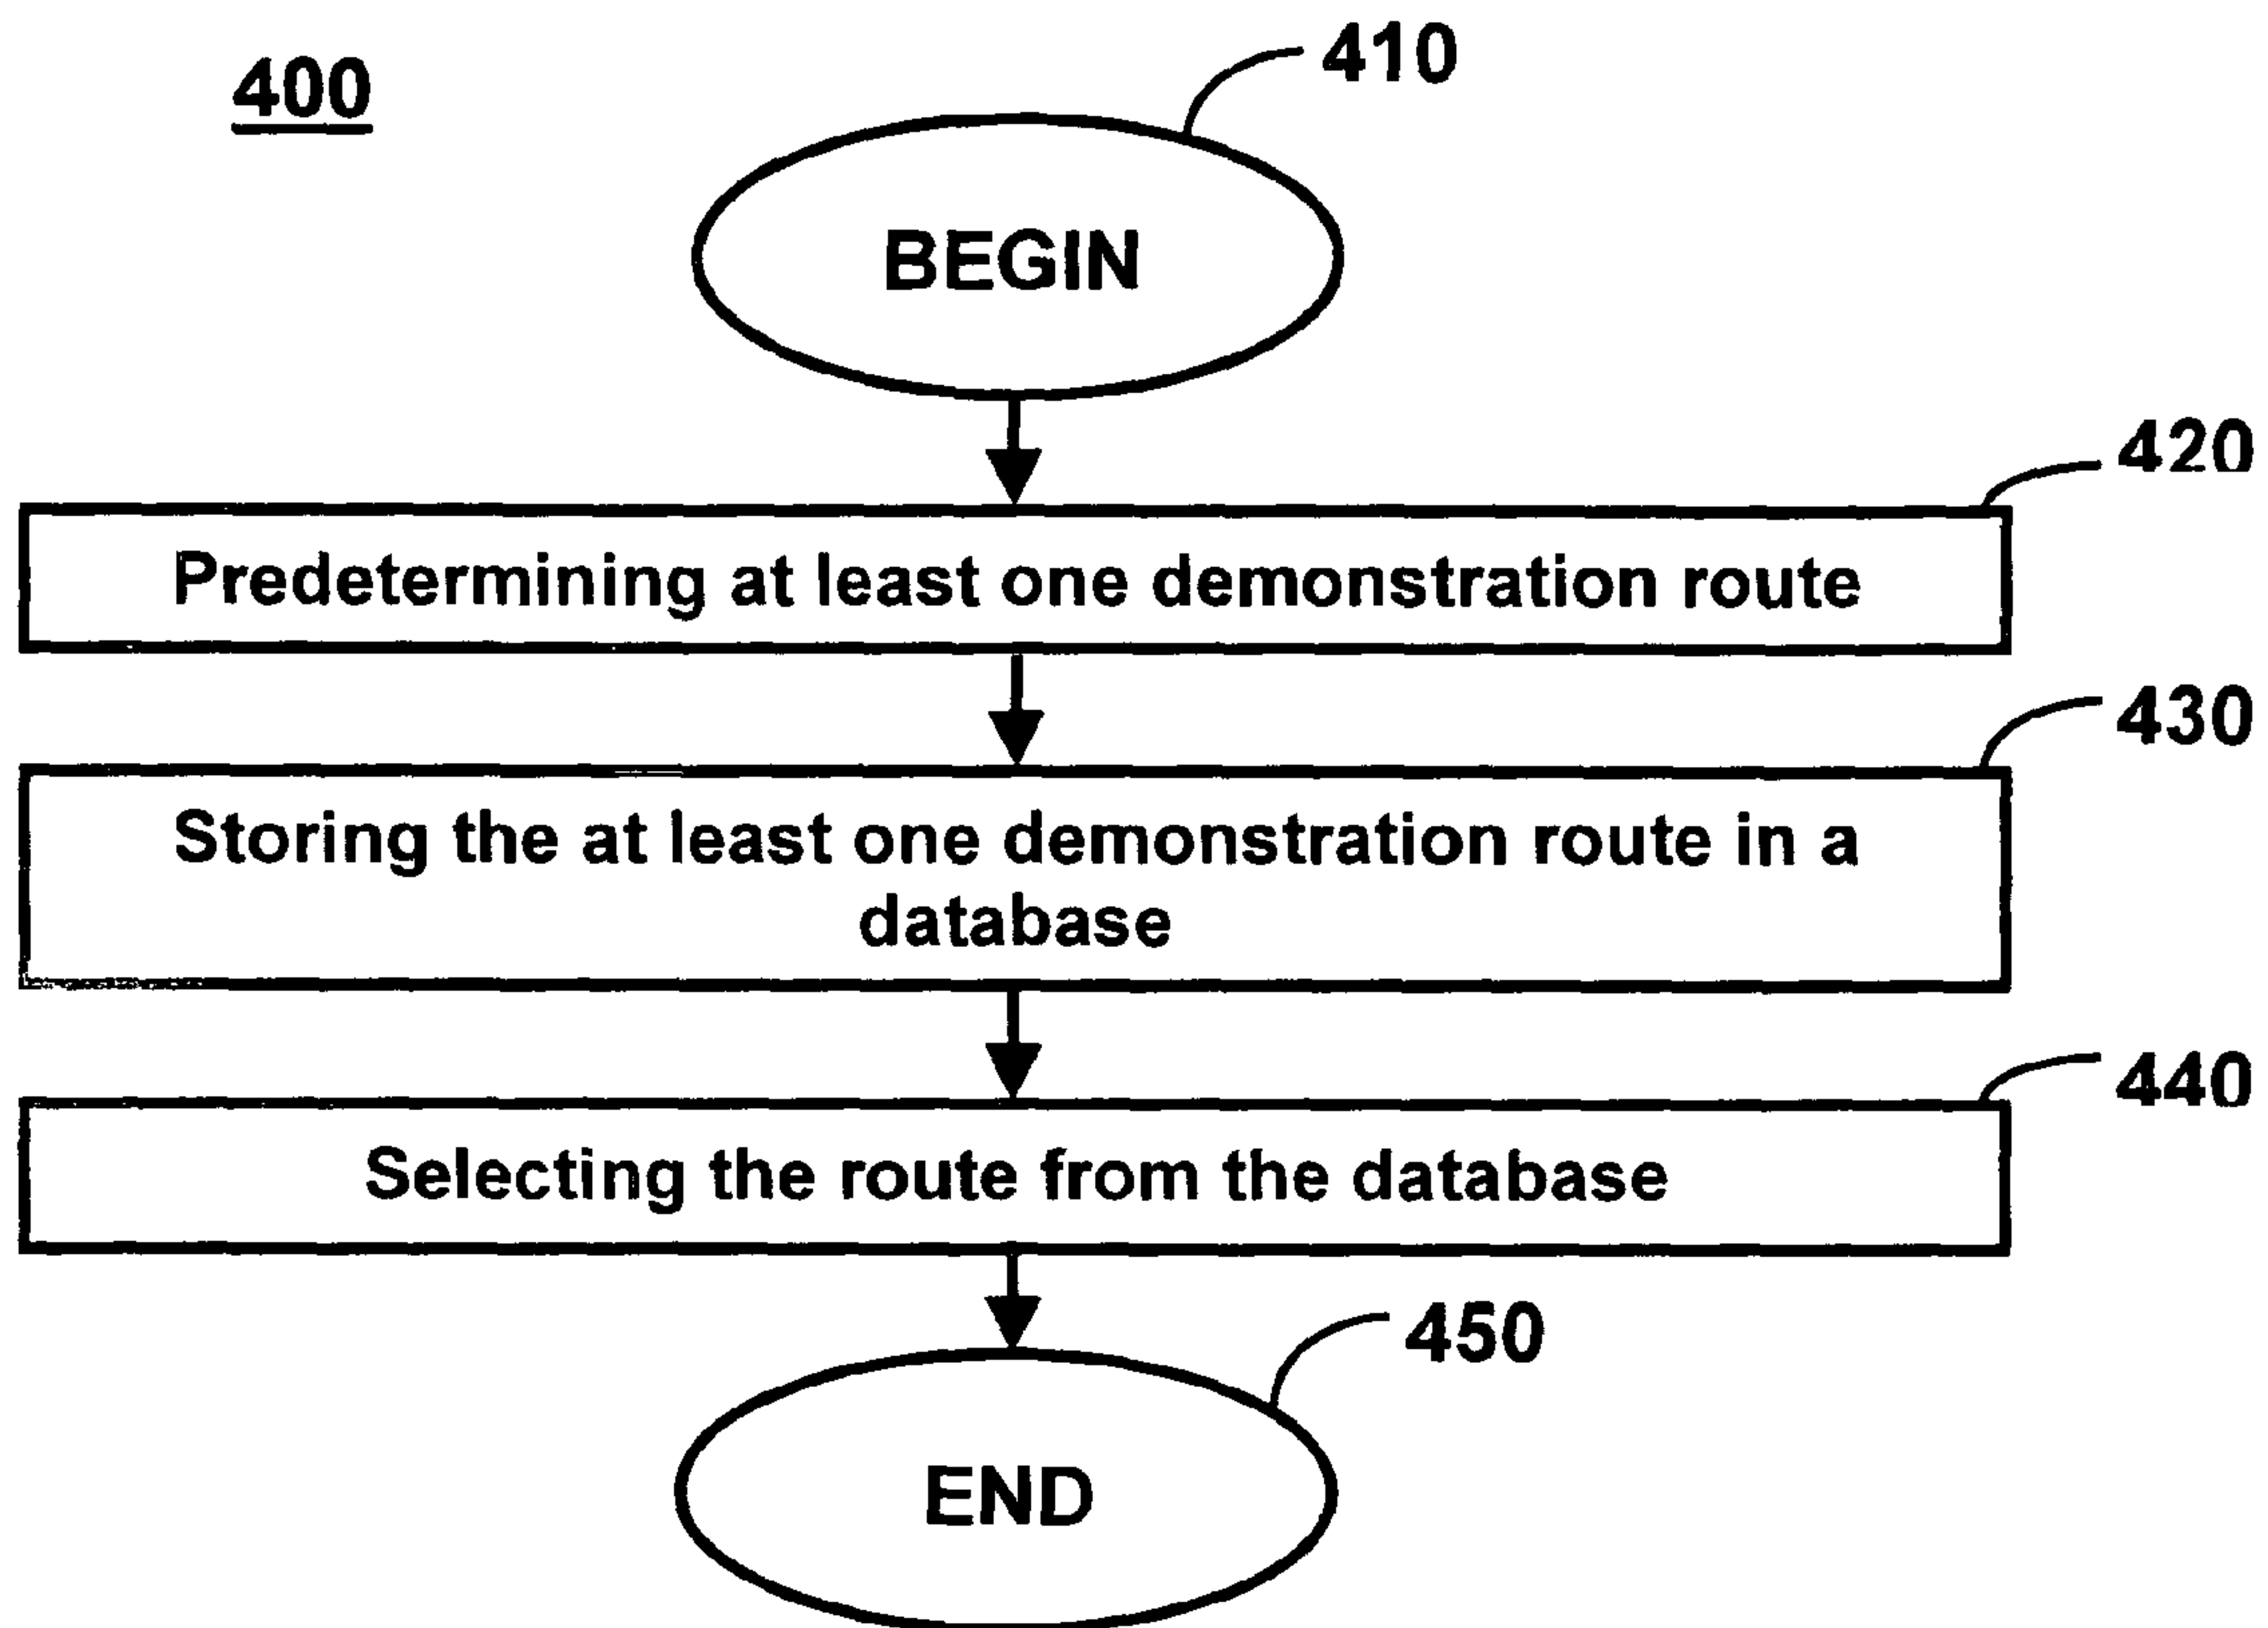 400
410
BEGIN
420
Predetermining at least one demonstration route
430
Storing the at least one demonstration route in a
database
440
Selecting the route from the database
450
END